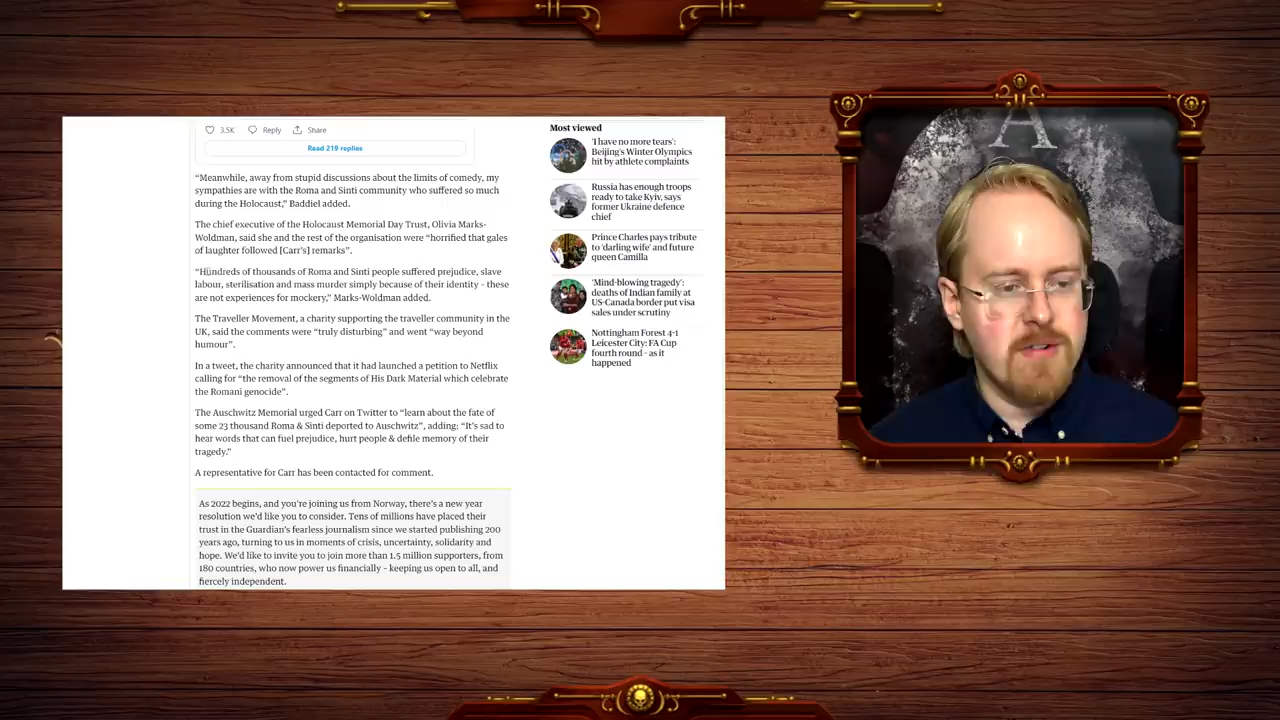 3.5K Reply Share
Read 219 replies
“Meanwhile, away from stupid discussions about the limits of comedy, my
sympathies are with the Roma and Sinti community who suffered so much
during the Holocaust,” Baddiel added.
The chief executive of the Holocaust Memorial Day Trust, Olivia Marks-
Woldman, said she and the rest of the organisation were “horrified that gales
of laughter followed [Carr’s] remarks”.
“Hundreds of thousands of Roma and Sinti people suffered prejudice, slave
labour, sterilisation and mass murder simply because of their identity - these
are not experiences for mockery,” Marks-Woldman added.
The Traveller Movement, a charity supporting the traveller community in the
UK, said the comments were “truly disturbing” and went “way beyond
humour”.
In a tweet, the charity announced that it had launched a petition to Netflix
calling for “the removal of the segments of His Dark Material which celebrate
the Romani genocide”.
The Auschwitz Memorial urged Carr on Twitter to “learn about the fate of
some 23 thousand Roma & Sinti deported to Auschwitz”, adding: “It’s sad to
hear words that can fuel prejudice, hurt people & defile memory of their
tragedy.”
A representative for Carr has been contacted for comment.
As 2022 begins, and you’re joining us from Norway, there’s a new year
resolution we’d like you to consider. Tens of millions have placed their
trust in the Guardian’s fearless journalism since we started publishing 200
years ago, turning to us in moments of crisis, uncertainty, solidarity and
hope. We’d like to invite you to join more than 1.5 million supporters, from
180 countries, who now power us financially - keeping us open to all, and
fiercely independent.
Most viewed
‘I have no more tears’:
Beijing’s Winter Olympics
hit by athlete complaints
Russia has enough troops
ready to take Kyiv, says
former Ukraine defence
chief
Prince Charles pays tribute
to ‘darling wife’ and future
queen Camilla
‘Mind-blowing tragedy’:
deaths of Indian family at
US-Canada border put visa
sales under scrutiny
Nottingham Forest 4-1
Leicester City: FA Cup
fourth round - as it
happened
A